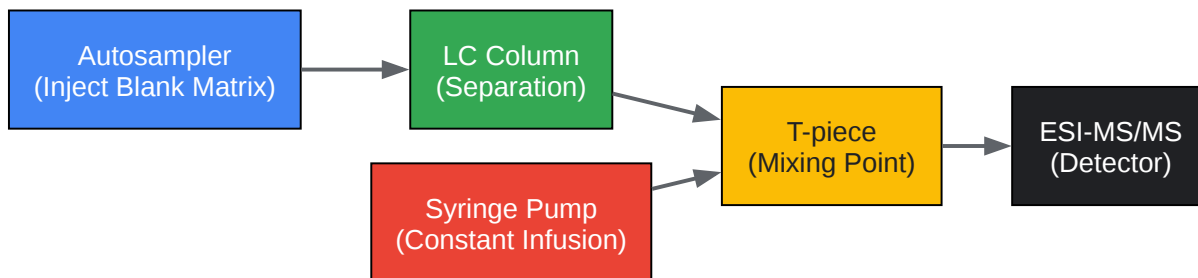 Autosampler
(Inject Blank Matrix)
LC Column
(Separation)
Syringe Pump
(Constant Infusion)
T-piece
(Mixing Point)
ESI-MS/MS
(Detector)